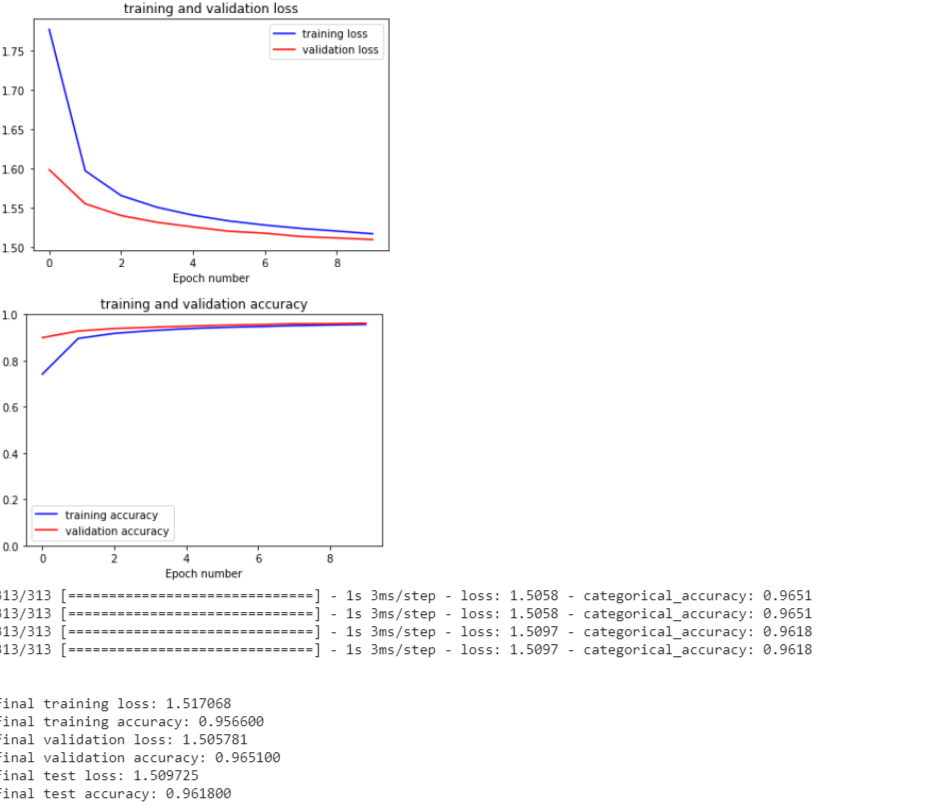 training and validation loss
training loss
validation loss
1.75
1.70
1.65
1.60
1.55
1.50
0 2 4 6 8
Epoch number
training and validation accuracy
1.0
0.8
0.6
0.4
0.2
0.0
training accuracy
validation accuracy
0 2 4 6 8
Epoch number
313/313 [==============================] - 1s 3ms/step - loss: 1.5058 - categorical_accuracy: 0.9651
313/313 [==============================] - 1s 3ms/step - loss: 1.5058 - categorical_accuracy: 0.9651
313/313 [==============================] - 1s 3ms/step - loss: 1.5097 - categorical_accuracy: 0.9618
313/313 [==============================] - 1s 3ms/step - loss: 1.5097 - categorical_accuracy: 0.9618
Final training loss: 1.517068
Final training accuracy: 0.956600
Final validation loss: 1.505781
Final validation accuracy: 0.965100
Final test loss: 1.509725
Final test accuracy: 0.961800